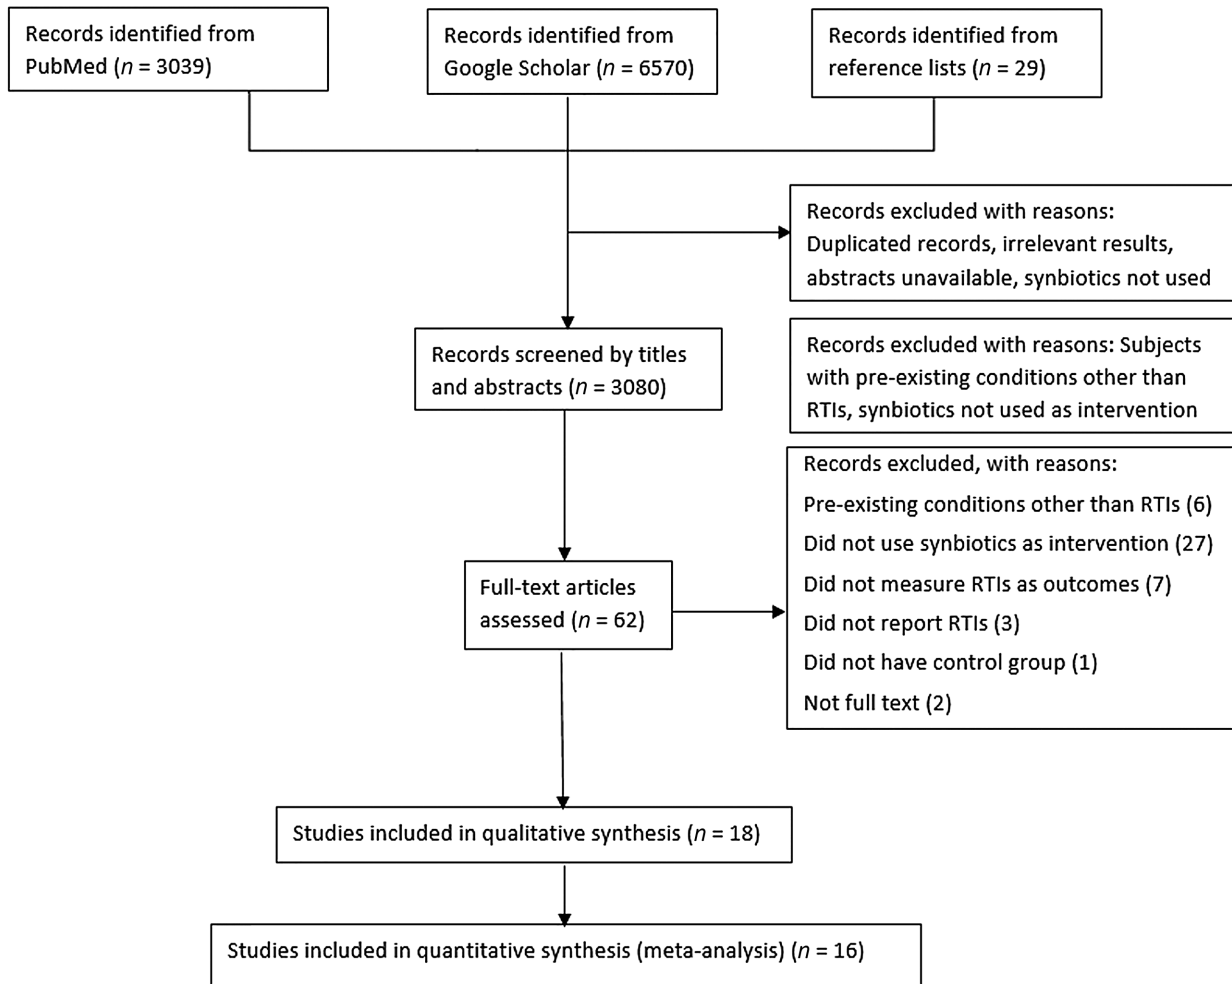 Records identified from
PubMed (n = 3039)
Records identified from
Google Scholar (n = 6570)
Records identified from
reference lists (n = 29)
Records excluded with reasons:
Duplicated records, irrelevant results,
abstracts unavailable, synbiotics not used
Records screened by titles
and abstracts (n = 3080)
Records excluded with reasons: Subjects
with pre-existing conditions other than
RTIs, synbiotics not used as intervention
Full-text articles
assessed (n = 62)
Records excluded, with reasons:
Pre-existing conditions other than RTIs (6)
Did not use synbiotics as intervention (27)
Did not measure RTIs as outcomes (7)
Did not report RTIs (3)
Did not have control group (1)
Not full text (2)
Studies included in qualitative synthesis (n = 18)
Studies included in quantitative synthesis (meta-analysis) (n = 16)